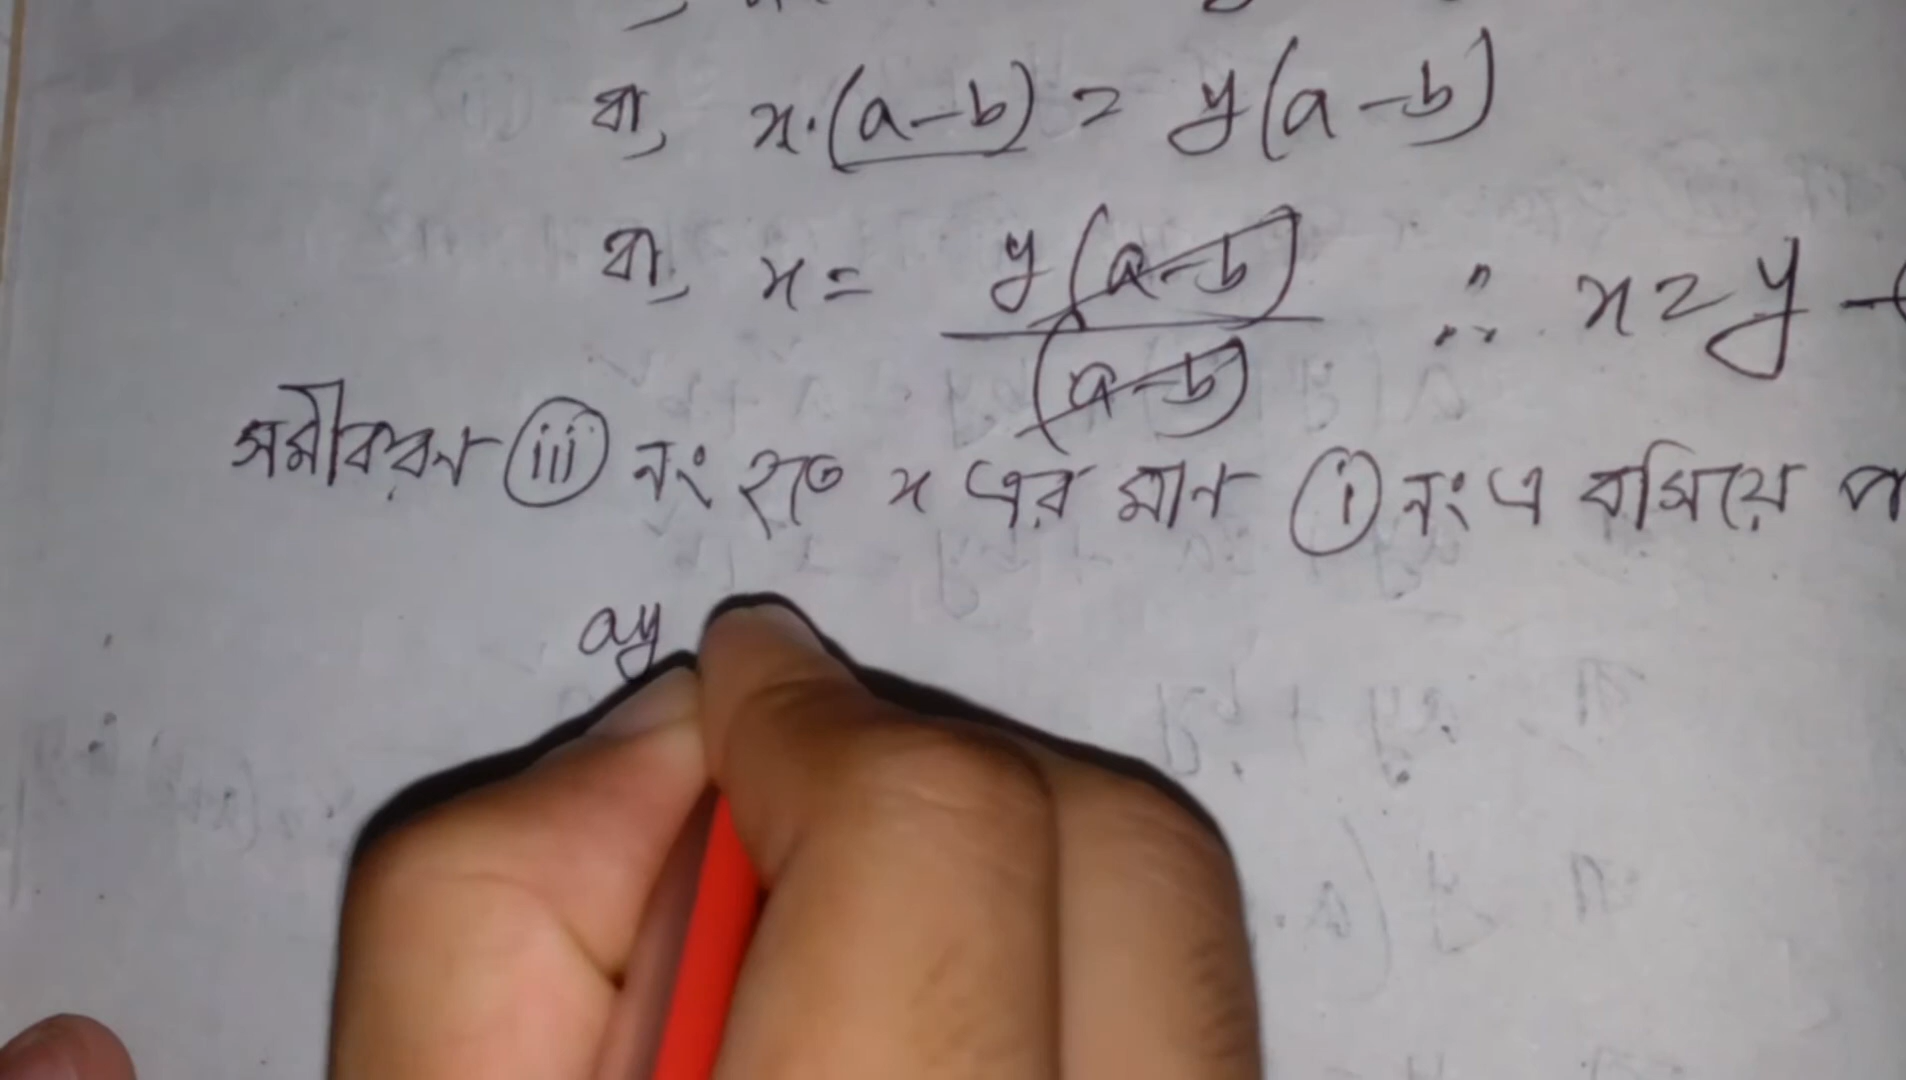 বা, x·(a-b) = y(a-b)
বা, x = y(a-b)/(a-b) ∴ x = y
সমীকরণ (iii) নং হতে x এর মান (i) নং এ বসিয়ে
ay